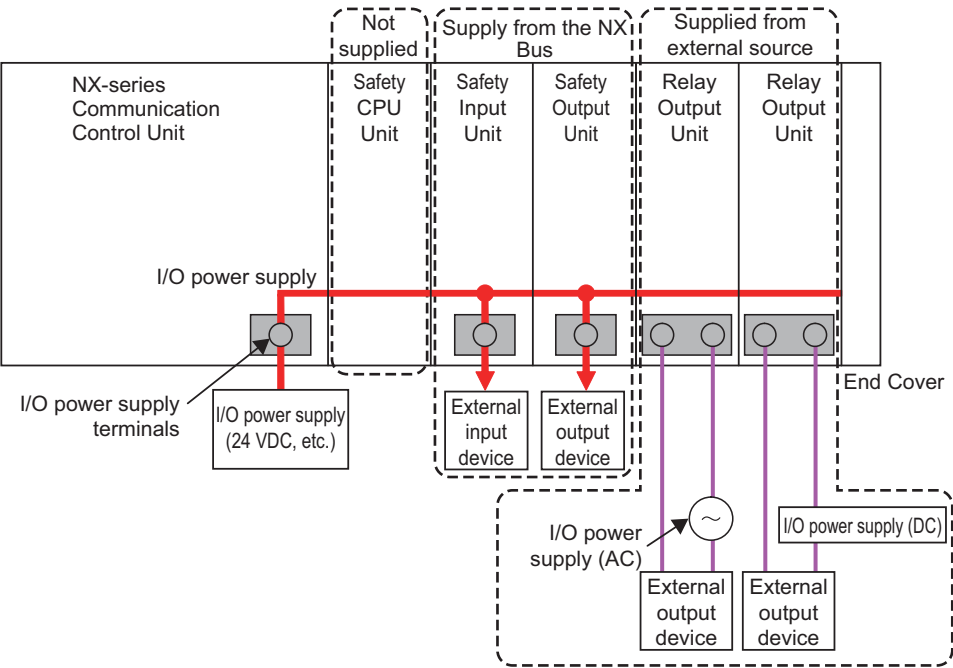 Not
supplied
Supply from the NX
Bus
Supplied from
external source
NX-series
Communication
Control Unit
Safety
CPU
Unit
Safety
Input
Unit
Safety
Output
Unit
Relay
Output
Unit
Relay
Output
Unit
I/O power supply
I/O power supply
terminals
I/O power supply
(24 VDC, etc.)
External
input
device
External
output
device
End Cover
I/O power
supply (AC)
I/O power supply (DC)
External
output
device
External
output
device